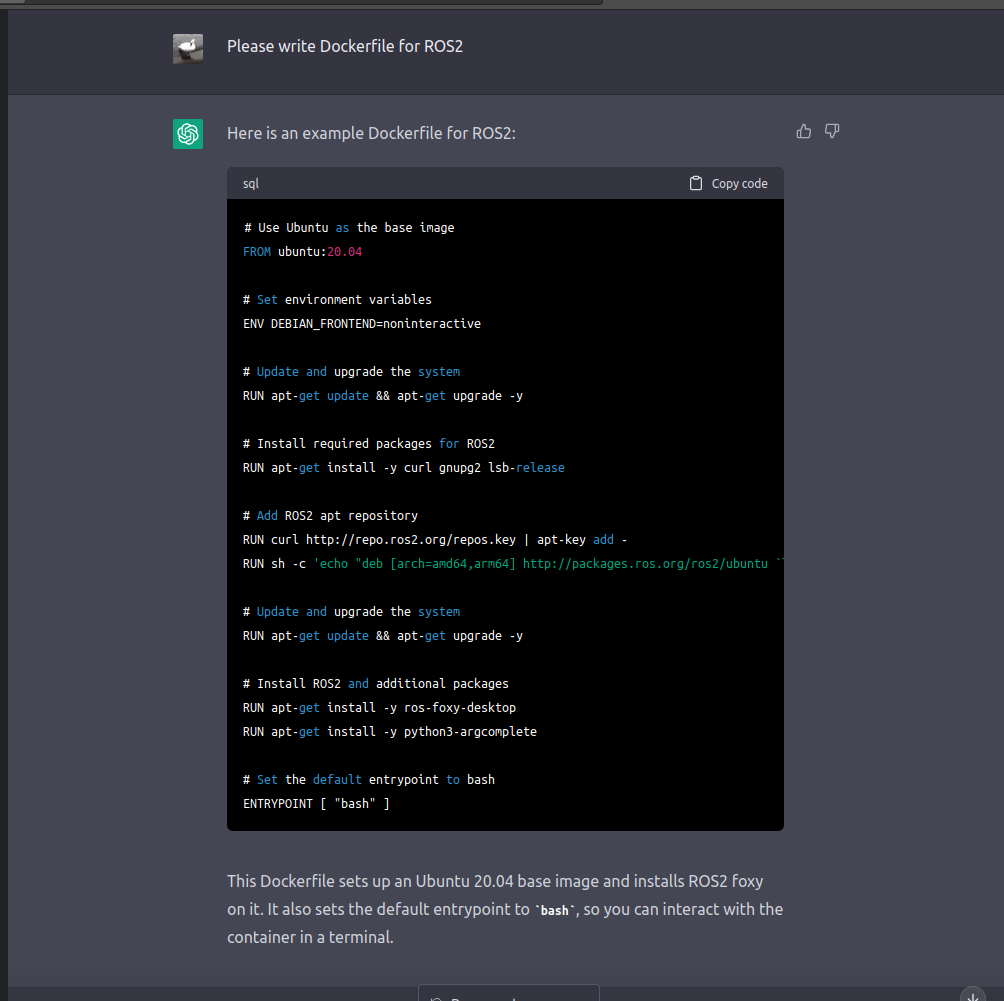 Please write Dockerfile for ROS2
Here is an example Dockerfile for ROS2:
sql
Copy code
# Use Ubuntu as the base image
FROM ubuntu:20.04
# Set environment variables
ENV DEBIAN_FRONTEND=noninteractive
# Update and upgrade the system
RUN apt-get update && apt-get upgrade -y
# Install required packages for ROS2
RUN apt-get install -y curl gnupg2 lsb-release
# Add ROS2 apt repository
RUN curl http://repo.ros2.org/repos.key | apt-key add -
RUN sh -c 'echo "deb [arch=amd64,arm64] http://packages.ros.org/ros2/ubuntu `
# Update and upgrade the system
RUN apt-get update && apt-get upgrade -y
# Install ROS2 and additional packages
RUN apt-get install -y ros-foxy-desktop
RUN apt-get install -y python3-argcomplete
# Set the default entrypoint to bash
ENTRYPOINT [ "bash" ]
This Dockerfile sets up an Ubuntu 20.04 base image and installs ROS2 foxy
on it. It also sets the default entrypoint to `bash`, so you can interact with the
container in a terminal.